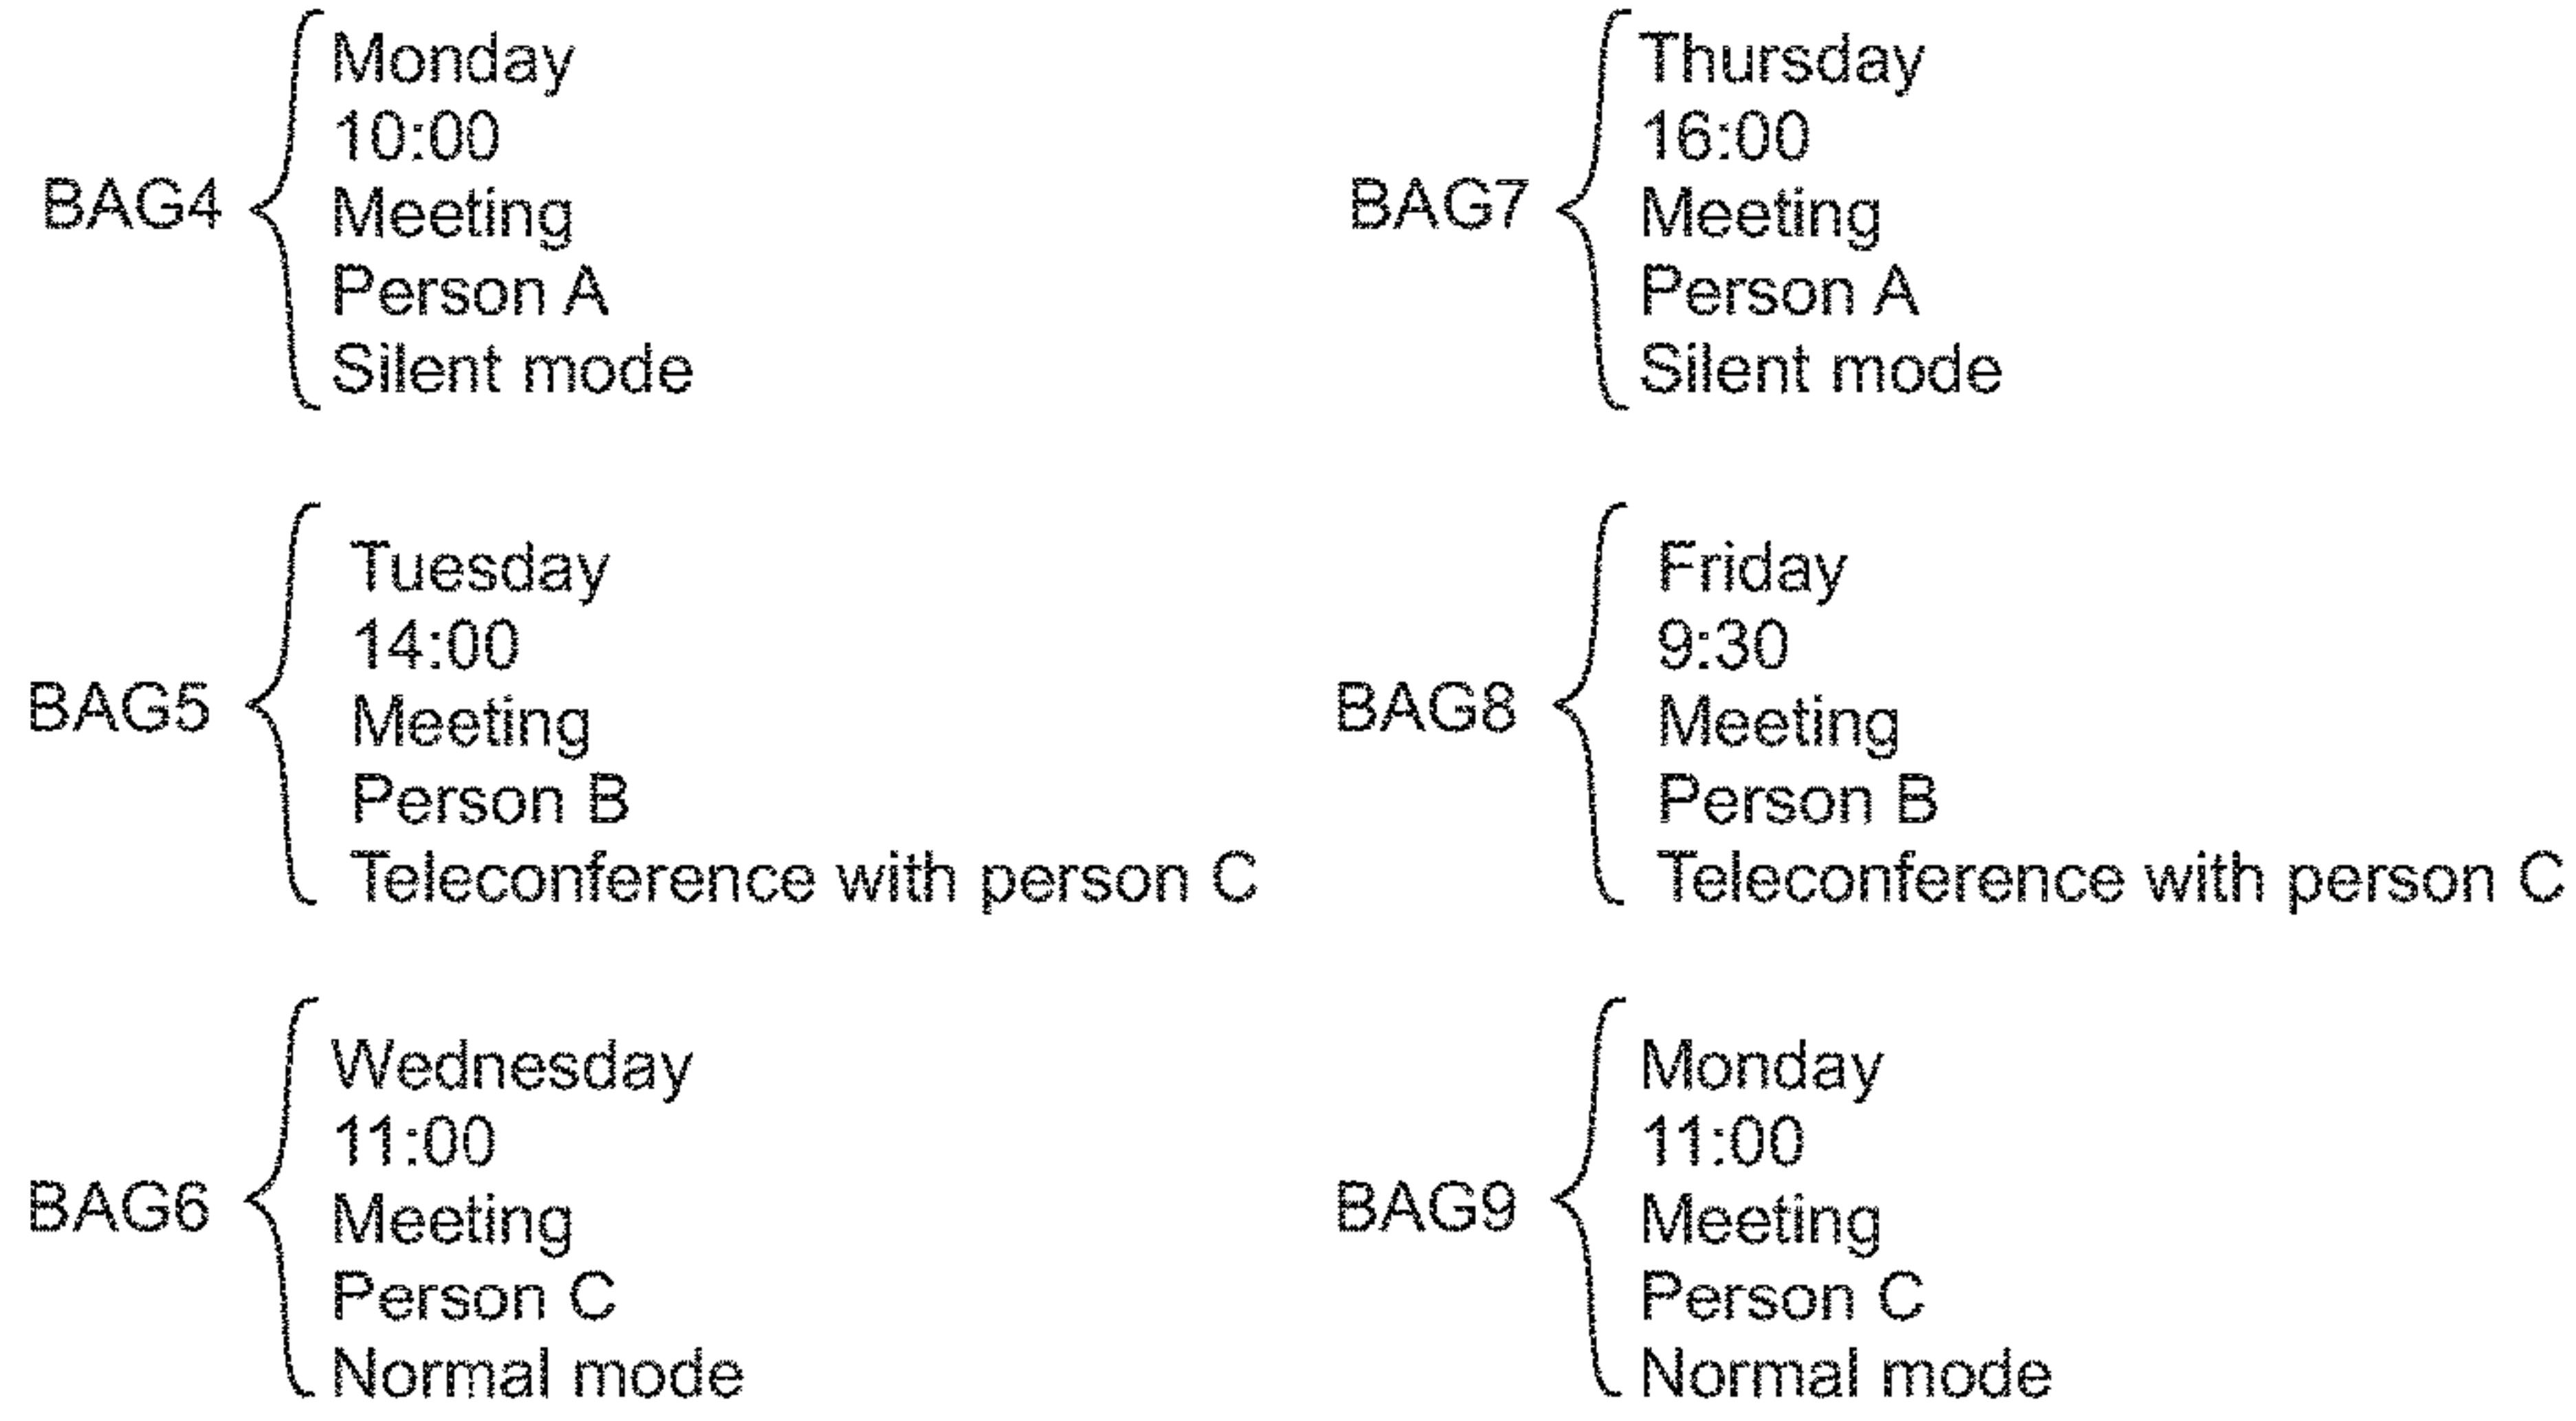 BAG4
Monday
10:00
Meeting
Person A
Silent mode
BAG5
Tuesday
14:00
Meeting
Person B
Teleconference with person C
BAG6
Wednesday
11:00
Meeting
Person C
Normal mode
BAG7
Thursday
16:00
Meeting
Person A
Silent mode
BAG8
Friday
9:30
Meeting
Person B
Teleconference with person C
BAG9
Monday
11:00
Meeting
Person C
Normal mode